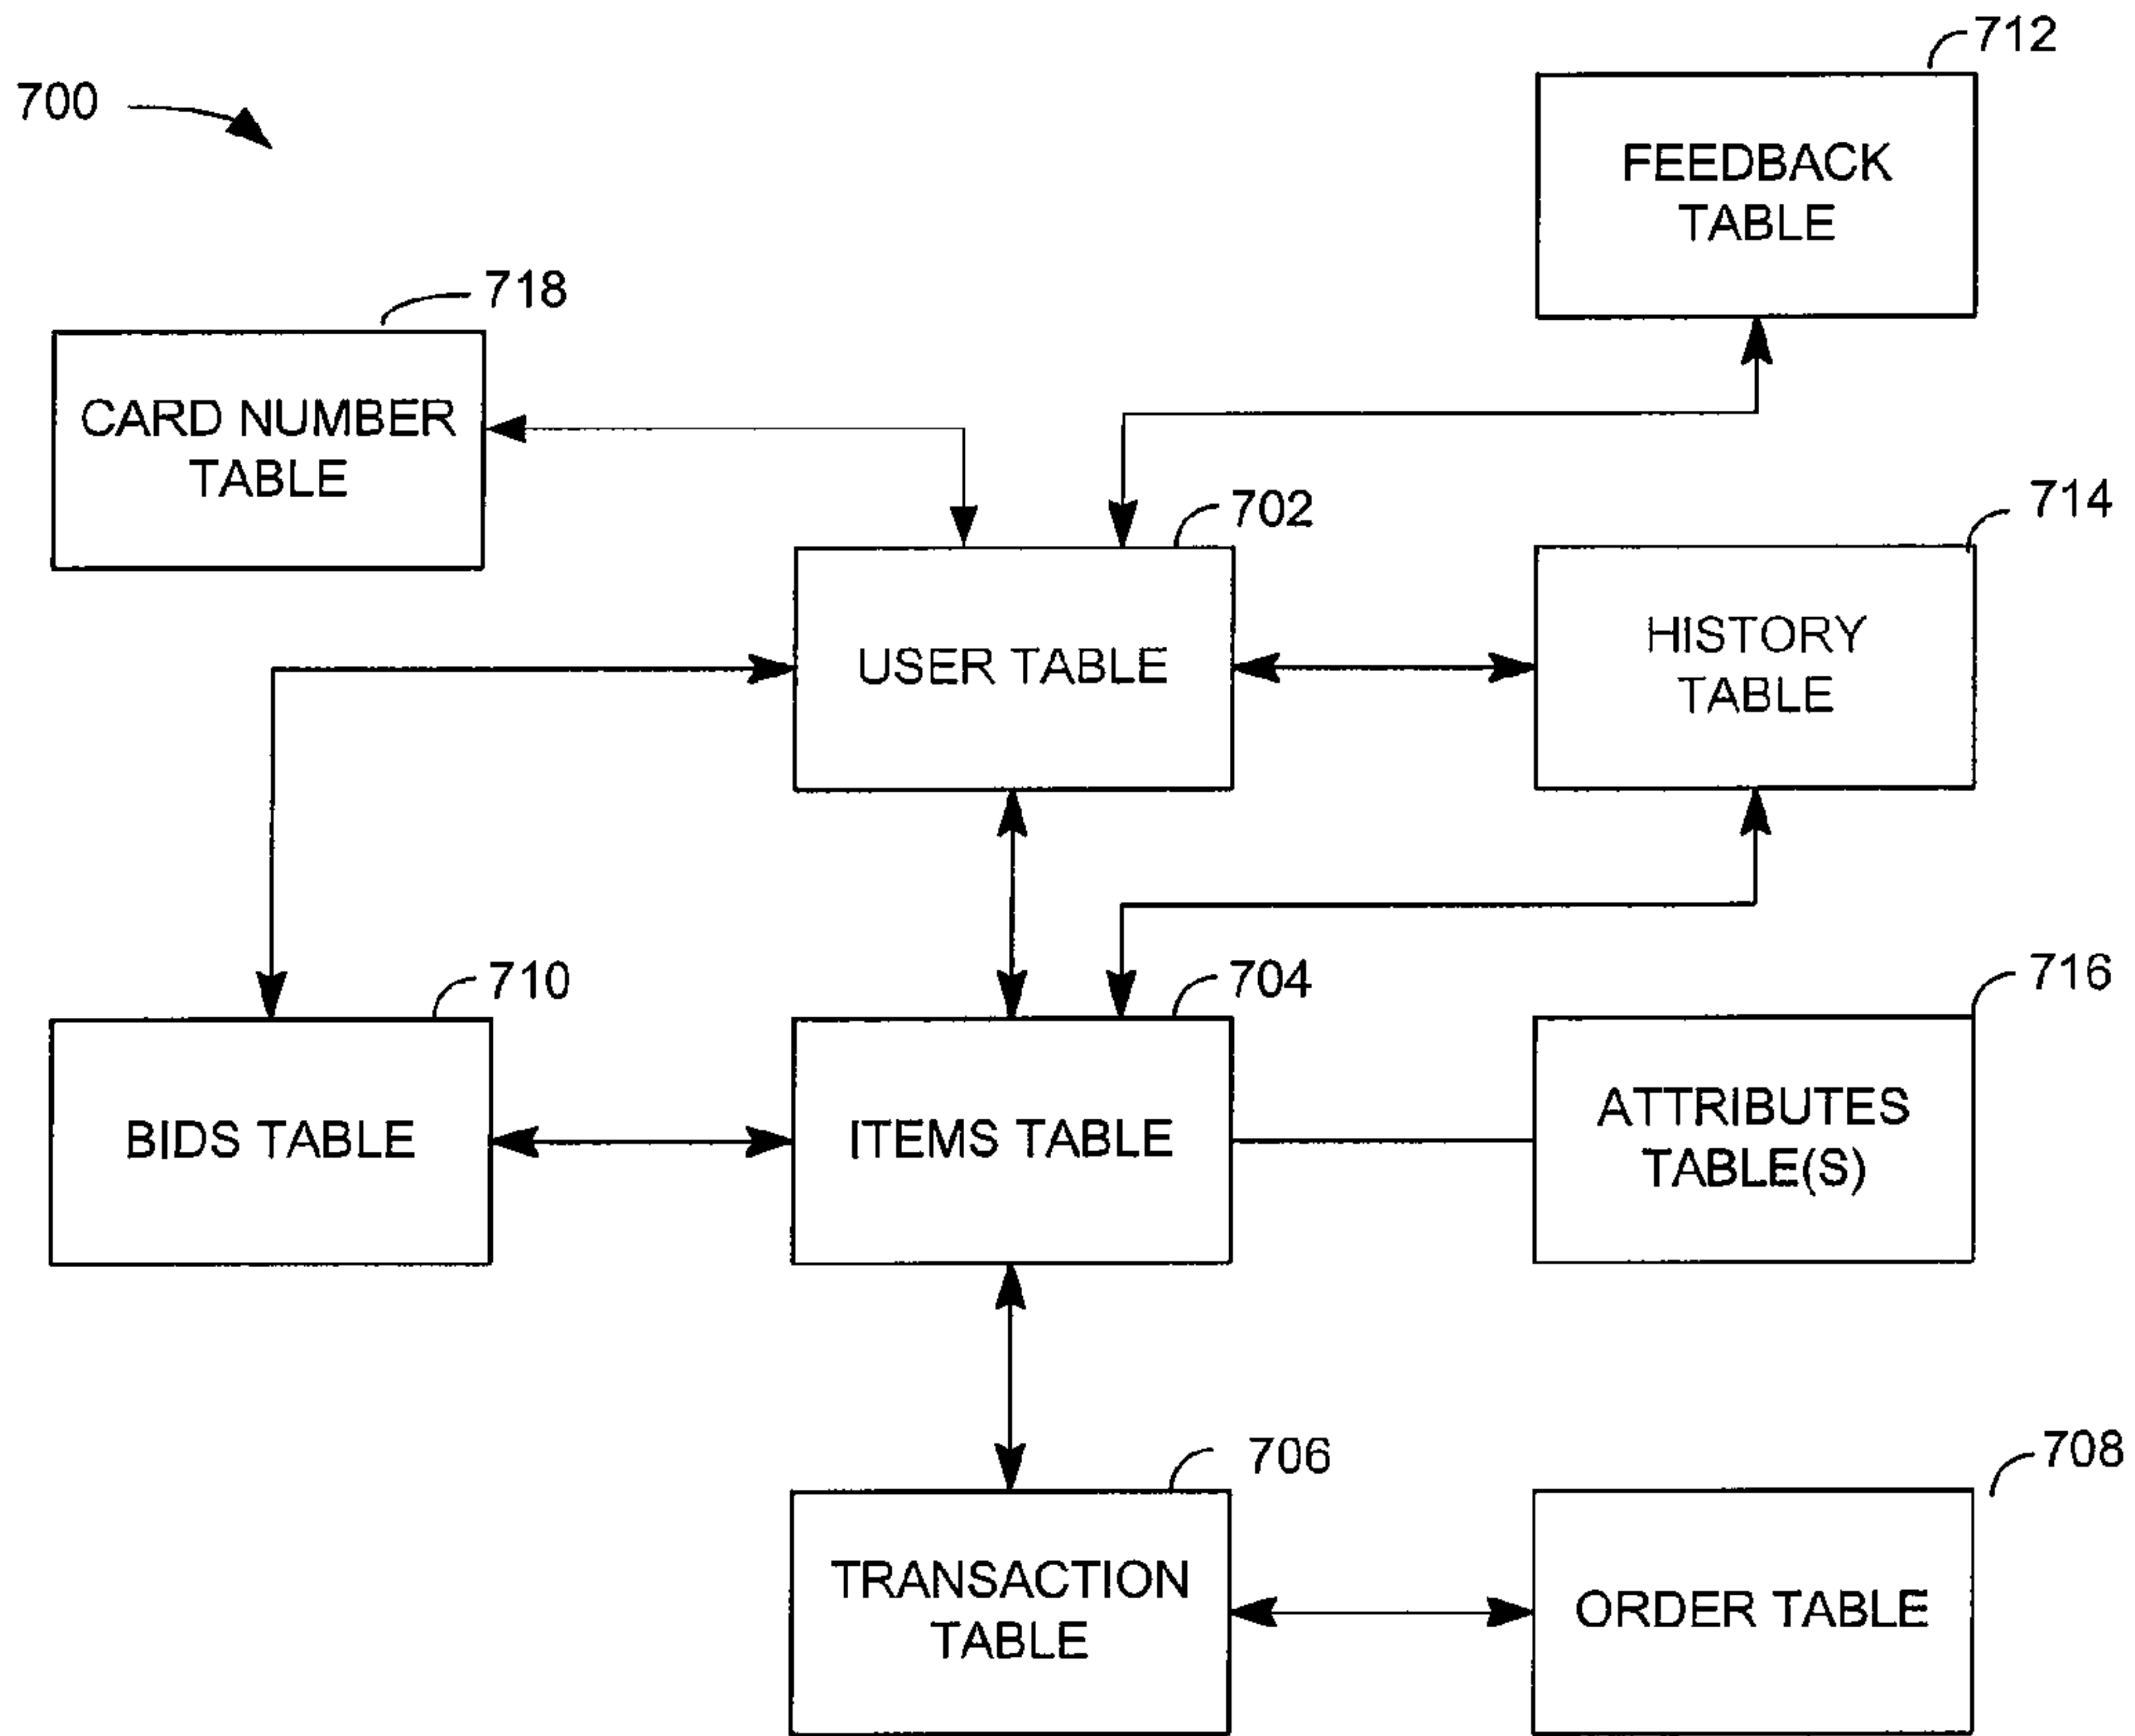 712
700
FEEDBACK
TABLE
718
CARD NUMBER
TABLE
702
714
USER TABLE
HISTORY
TABLE
710
704
716
BIDS TABLE
ITEMS TABLE
ATTRIBUTES
TABLE(S)
706
708
TRANSACTION
TABLE
ORDER TABLE